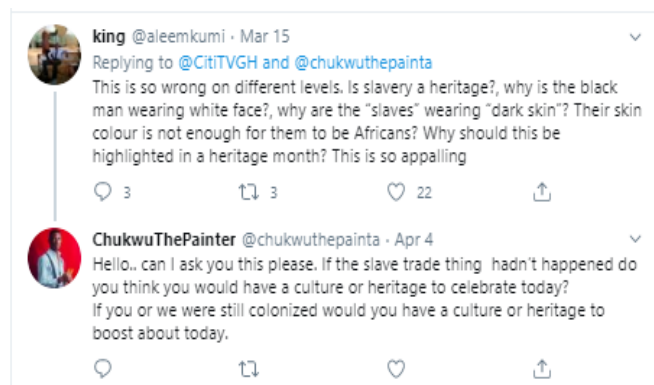 king @aleemkumi · Mar 15
Replying to @CitiTVGH and @chukwuthepainta
This is so wrong on different levels. Is slavery a heritage?, why is the black
man wearing white face?, why are the "slaves" wearing "dark skin"? Their skin
colour is not enough for them to be Africans? Why should this be
highlighted in a heritage month? This is so appalling
3 3 22
ChukwuThePainter @chukwuthepainta · Apr 4
Hello.. can I ask you this please. If the slave trade thing hadn't happened do
you think you would have a culture or heritage to celebrate today?
If you or we were still colonized would you have a culture or heritage to
boost about today.